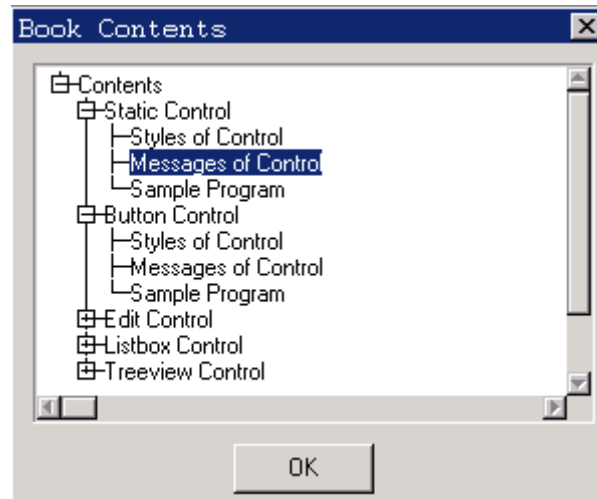 Book Contents
Contents
Static Control
Styles of Control
Messages of Control
Sample Program
Button Control
Styles of Control
Messages of Control
Sample Program
Edit Control
Listbox Control
Treeview Control
OK